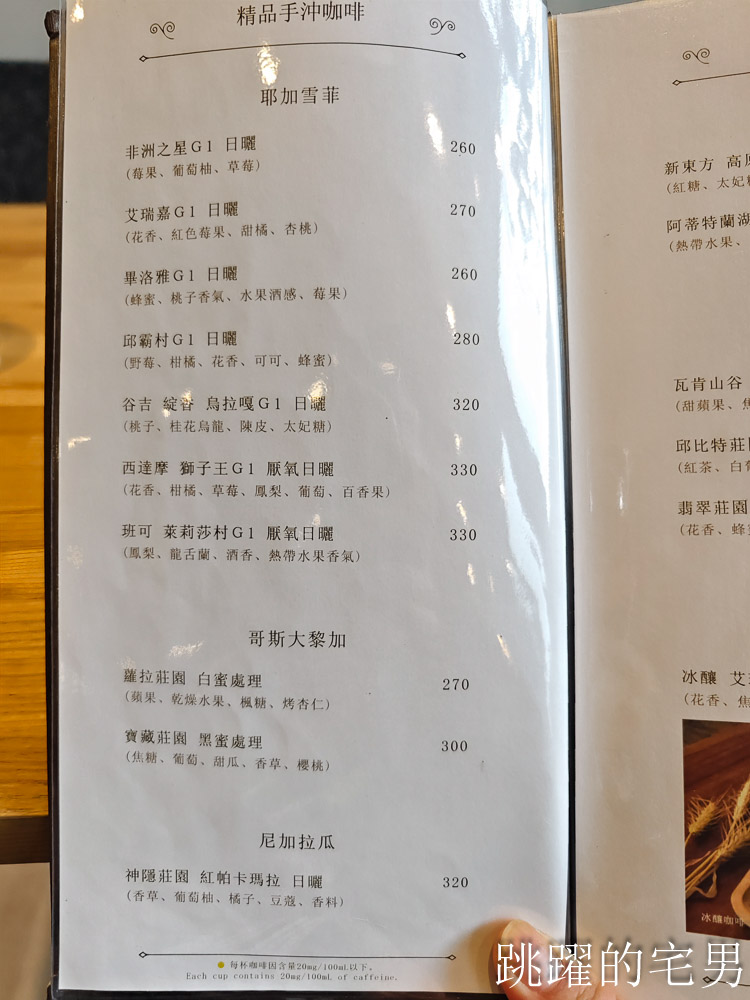 精品手沖咖啡
耶加雪菲
非洲之星G1 日曬 260
(莓果、葡萄柚、草莓)
艾瑞嘉G1 日曬 270
(花香、紅色莓果、甜橘、杏桃)
畢洛雅G1 日曬 260
(蜂蜜、桃子香氣、水果酒感、莓果)
邱霸村G1 日曬 280
(野莓、柑橘、花香、可可、蜂蜜)
谷吉 綻香 烏拉嘎G1 日曬 320
(桃子、桂花烏龍、陳皮、太妃糖)
西達摩 獅子王G1 厭氧日曬 330
(花香、柑橘、草莓、鳳梨、葡萄、百香果)
班可 萊莉莎村G1 厭氧日曬 330
(鳳梨、龍舌蘭、酒香、熱帶水果香氣)
哥斯大黎加
蘿拉莊園 白蜜處理 270
(蘋果、乾燥水果、楓糖、烤杏仁)
寶藏莊園 黑蜜處理 300
(焦糖、葡萄、甜瓜、香草、櫻桃)
尼加拉瓜
神隱莊園 紅帕卡瑪拉 日曬 320
(香草、葡萄柚、橘子、豆蔻、香料)
每杯咖啡因含量20mg/100mL以下。
Each cup contains 20mg/100mL of caffeine.
新東方 高
(紅糖、太妃
阿蒂特蘭湖
(熱帶水果、
瓦肯山谷
(甜蘋果、焦
邱比特莊園
(紅茶、白
翡翠莊園
(花香、蜂
冰釀 艾
(花香、焦
冰釀咖啡
跳躍的宅男